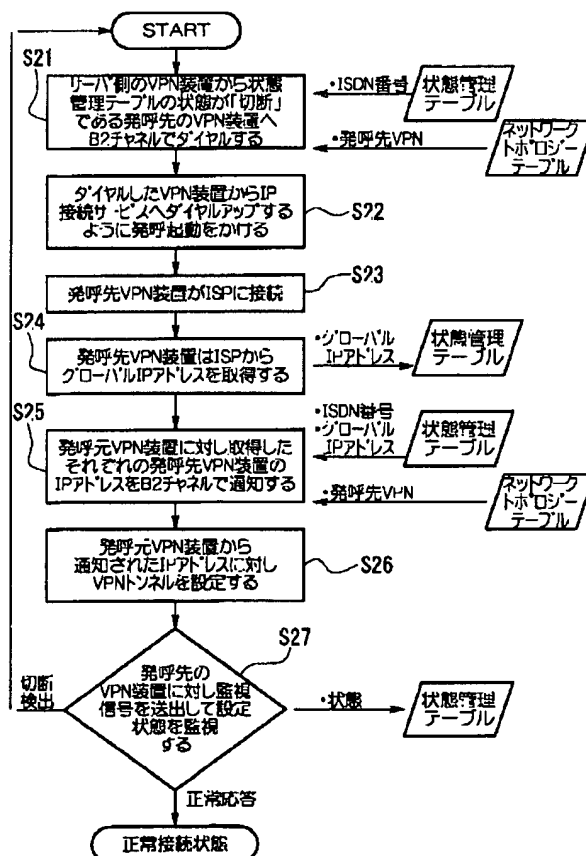 START
S21
サーバ側のVPN装置から状態
管理テーブルの状態が「切断」
である発呼先のVPN装置へ
B2チャネルでダイヤルする
・ISDN番号
状態管理
テーブル
・発呼先VPN
ネットワーク
トポロジー
テーブル
ダイヤルしたVPN装置からIP
接続サービスへダイヤルアップする
ように発呼起動をかける
S22
発呼先VPN装置がISPに接続
S23
S24
発呼先VPN装置はISPから
グローバルIPアドレスを取得する
・グローバル
IPアドレス
状態管理
テーブル
S25
発呼元VPN装置に対し取得した
それぞれの発呼先VPN装置の
IPアドレスをB2チャネルで通知する
・ISDN番号
・グローバル
IPアドレス
状態管理
テーブル
・発呼先VPN
ネットワーク
トポロジー
テーブル
発呼元VPN装置から
通知されたIPアドレスに対し
VPNトンネルを設定する
S26
S27
発呼先の
VPN装置に対し監視
信号を送出して設定
状態を監視
する
切断
検出
・状態
状態管理
テーブル
正常応答
正常接続状態